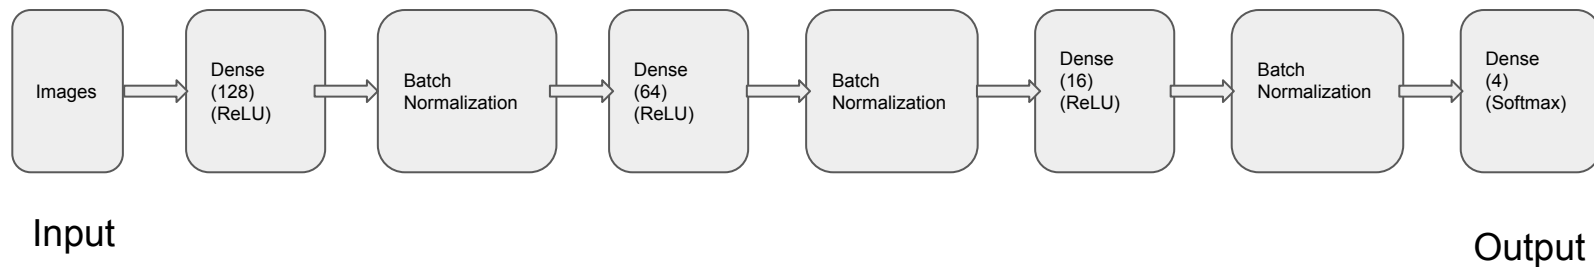 Images
Dense
(128)
(ReLU)
Batch
Normalization
Dense
(64)
(ReLU)
Batch
Normalization
Dense
(16)
(ReLU)
Batch
Normalization
Dense
(4)
(Softmax)
Input
Output